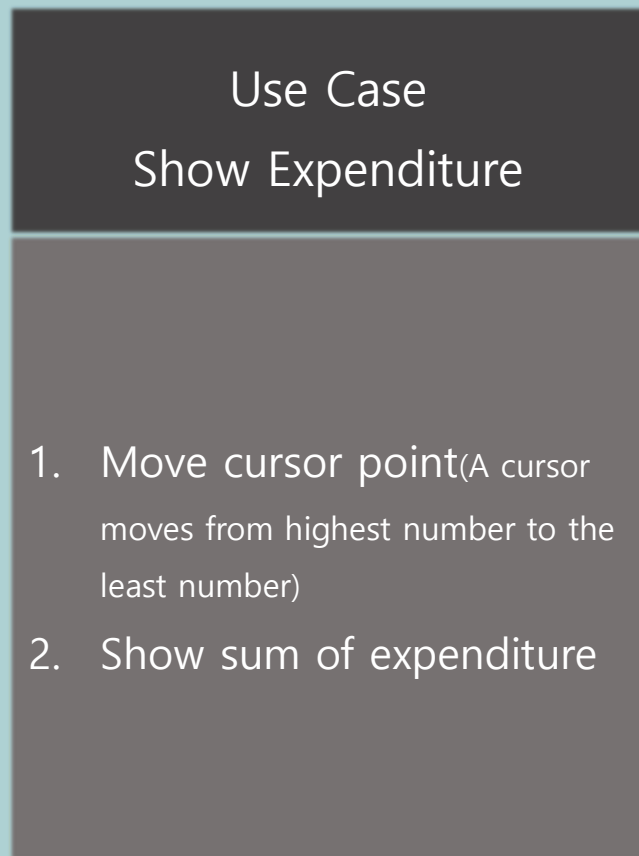 Use Case
Show Expenditure
1. Move cursor point(A cursor
moves from highest number to the
least number)
2. Show sum of expenditure